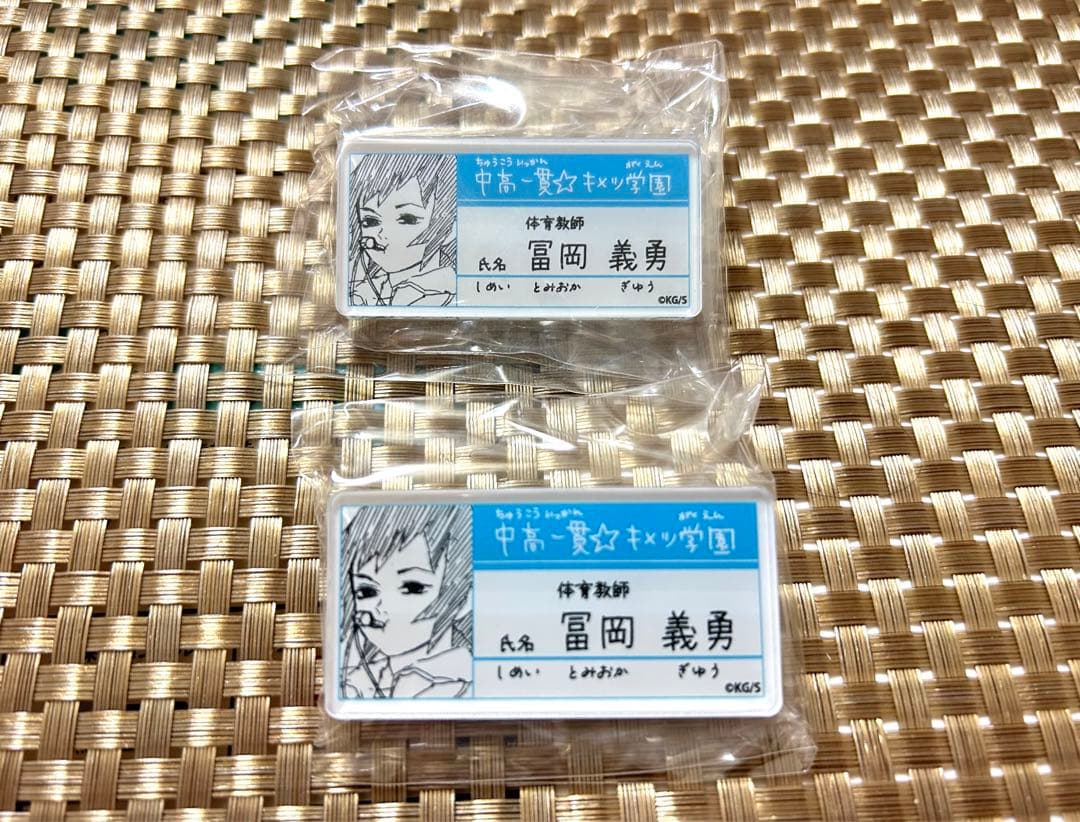 ちゅうこう いっかん がくえん
中高一貫☆キメツ学園
体育教師
氏名 冨岡 義勇
しめい とみおか ぎゆう
©KG/S
ちゅうこう いっかん がくえん
中高一貫☆キメツ学園
体育教師
氏名 冨岡 義勇
しめい とみおか ぎゆう
©KG/S